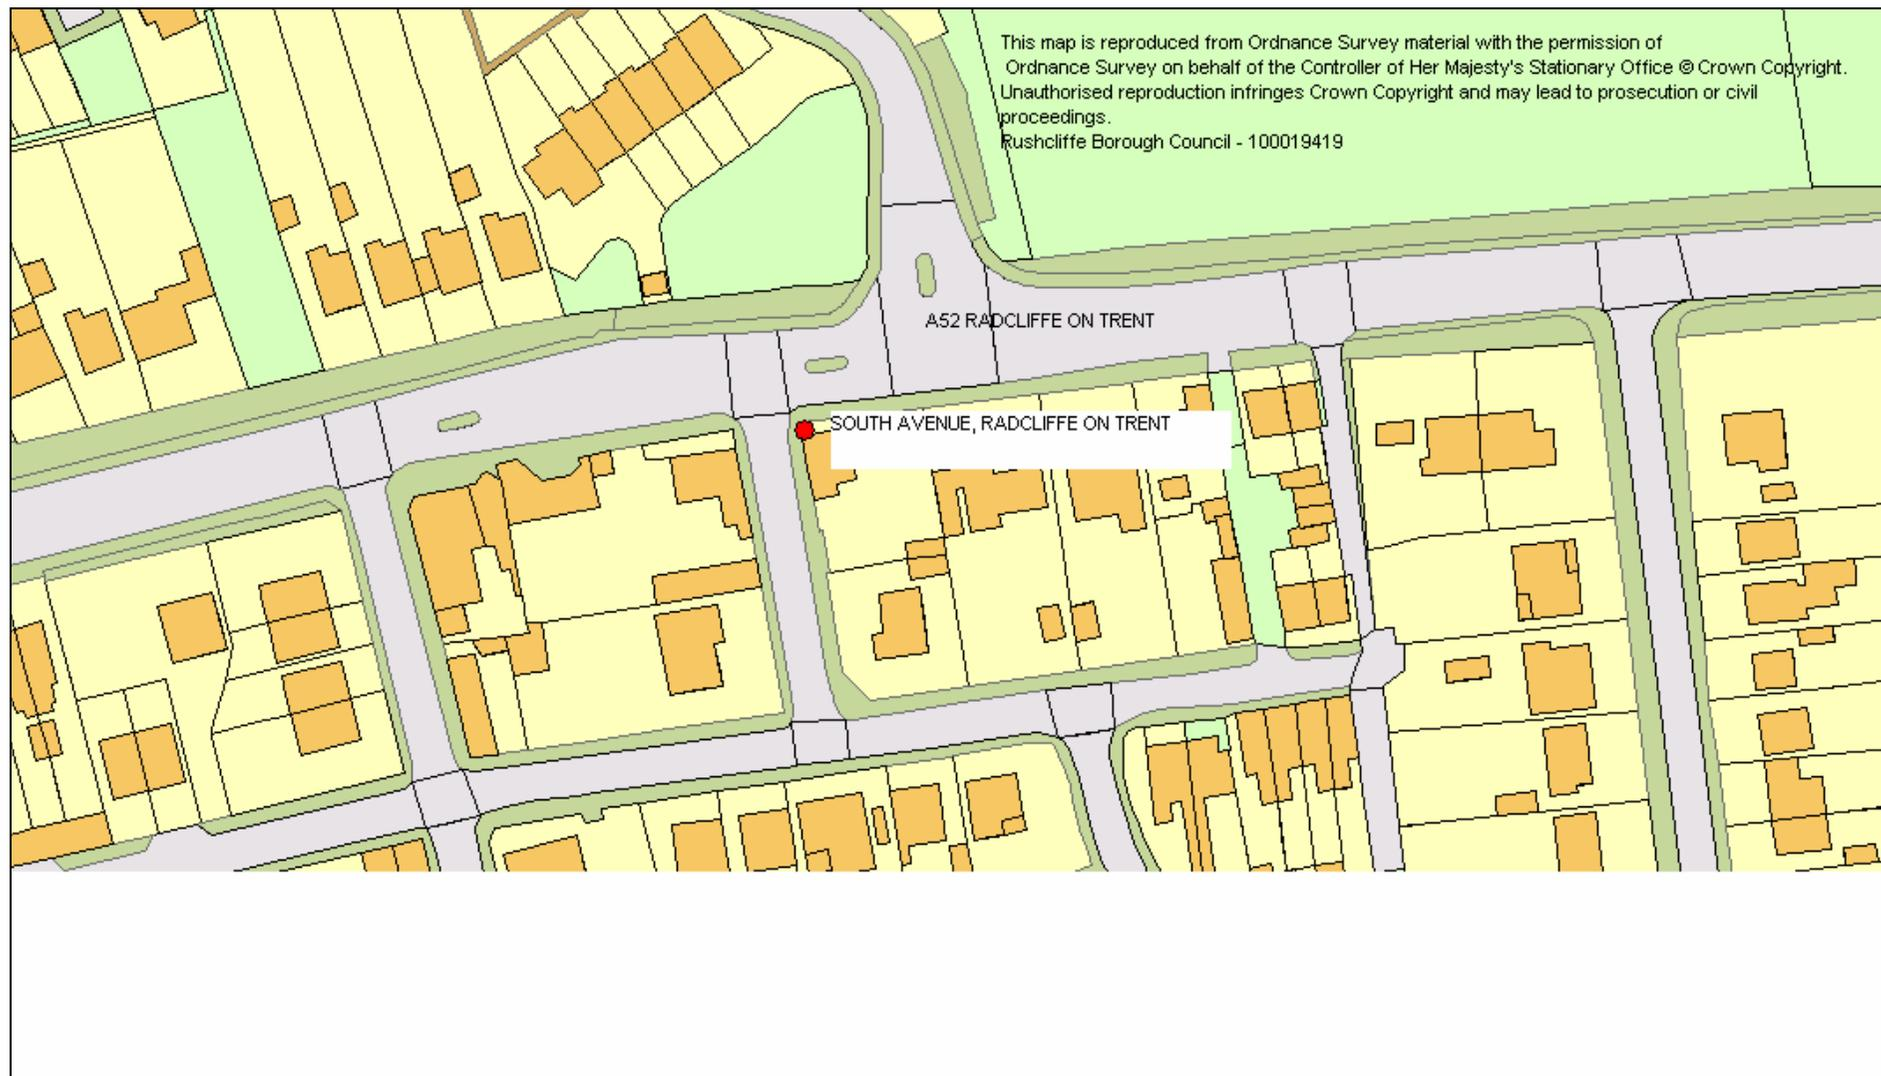 This map is reproduced from Ordnance Survey material with the permission of
Ordnance Survey on behalf of the Controller of Her Majesty's Stationary Office © Crown Copyright.
Unauthorised reproduction infringes Crown Copyright and may lead to prosecution or civil
proceedings.
Rushcliffe Borough Council - 100019419
A52 RADCLIFFE ON TRENT
SOUTH AVENUE, RADCLIFFE ON TRENT